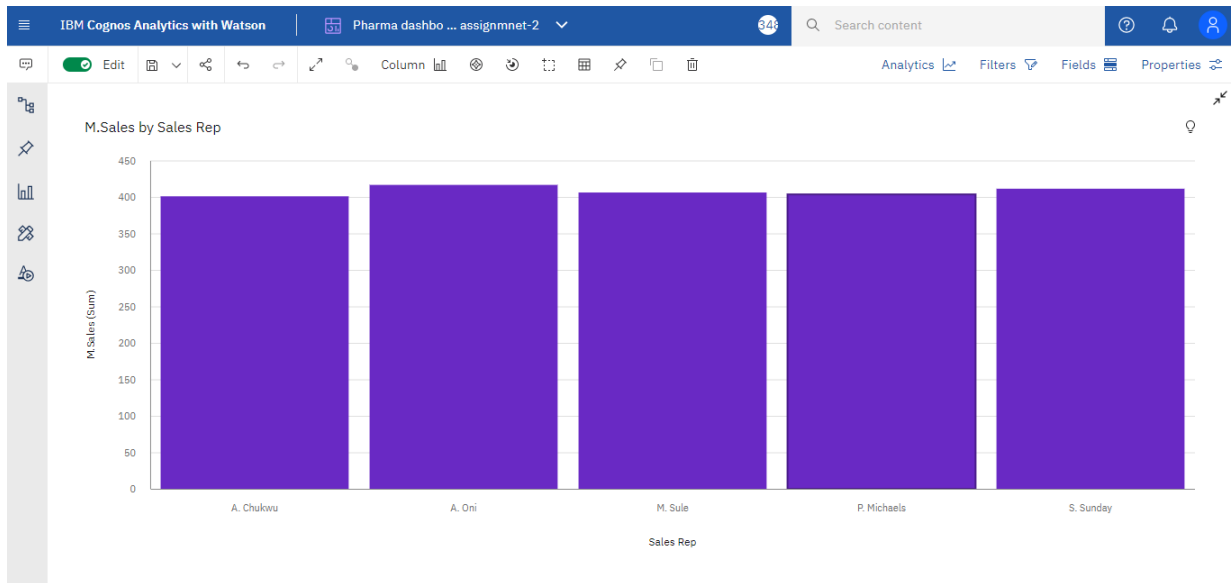 IBM Cognos Analytics with Watson
Pharma dashbo ... assignmnet-2
348
Search content
Edit
Column
Analytics
Filters
Fields
Properties
M.Sales by Sales Rep
450
400
350
300
250
200
150
100
50
0
M.Sales (Sum)
A. Chukwu
A. Oni
M. Sule
P. Michaels
S. Sunday
Sales Rep